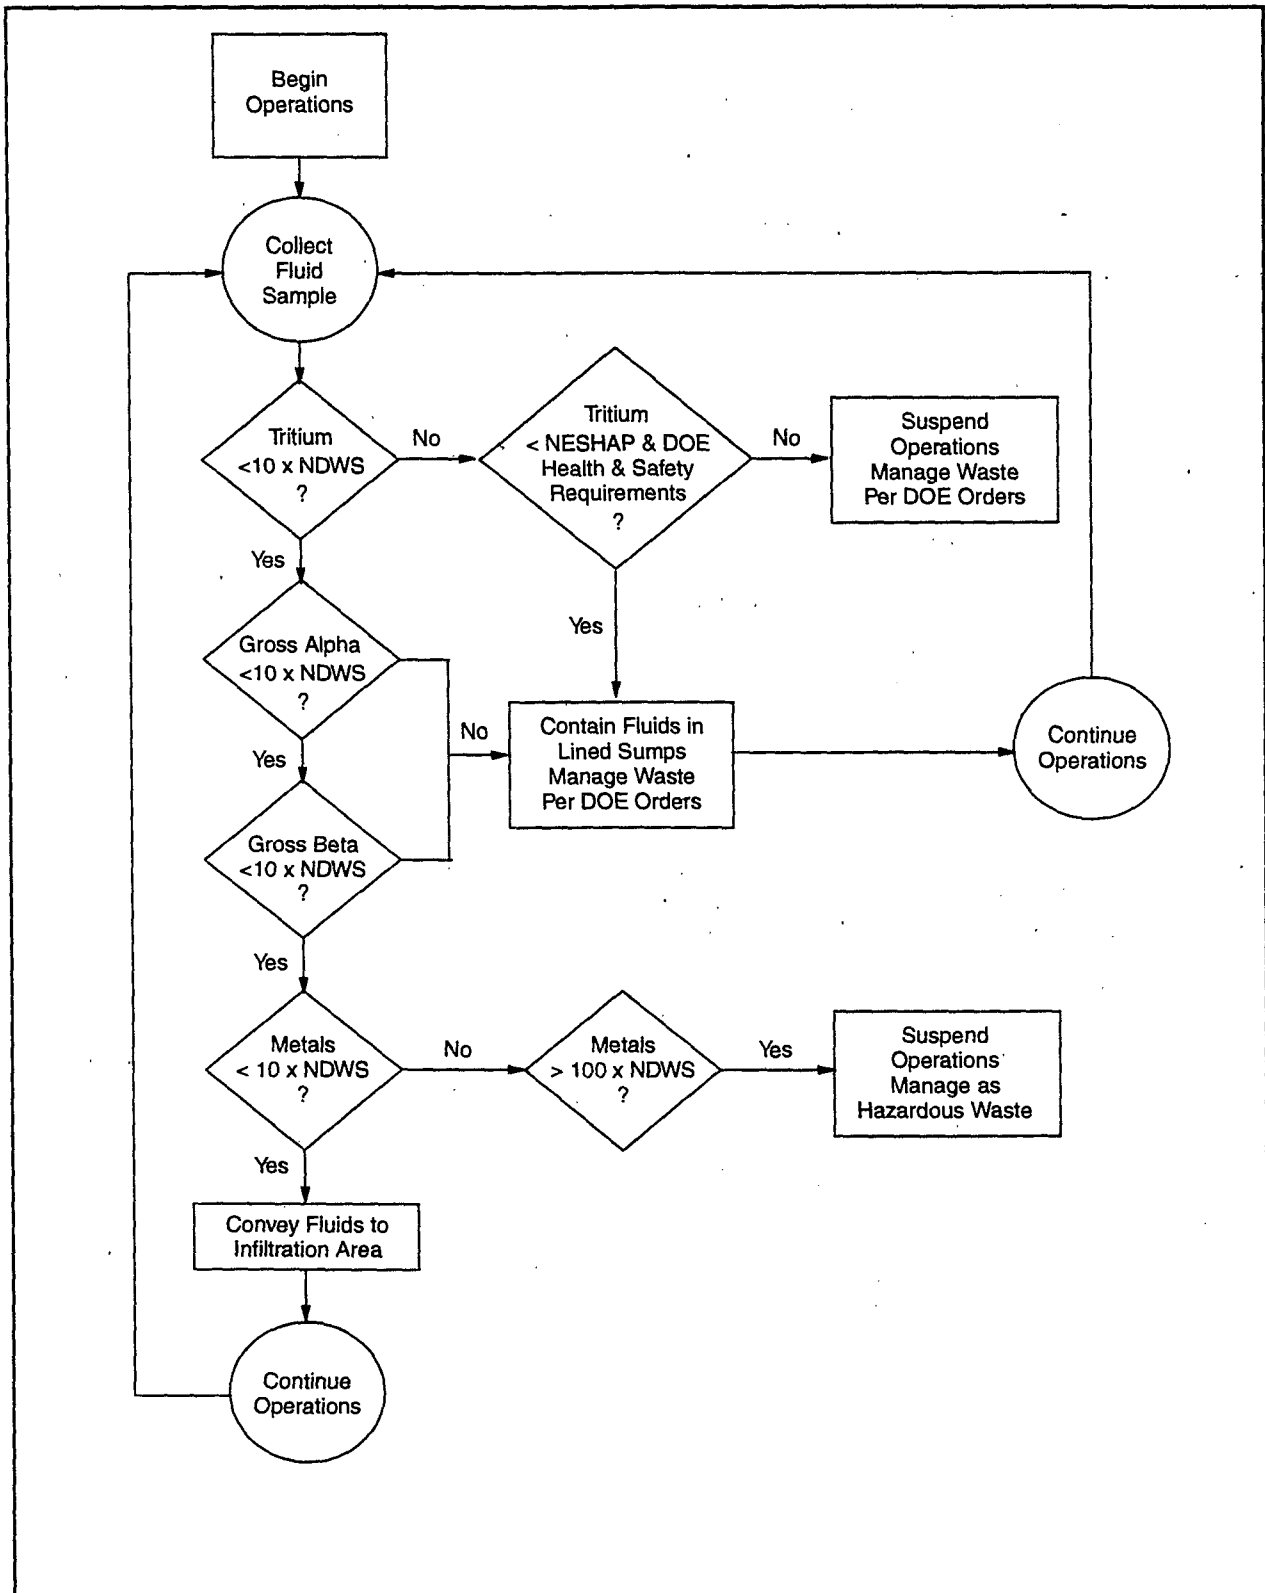 Begin
Operations
Collect
Fluid
Sample
Tritium
<10 x NDWS
?
No
Tritium
< NESHAP & DOE
Health & Safety
Requirements
?
No
Suspend
Operations
Manage Waste
Per DOE Orders
Yes
Yes
Gross Alpha
<10 x NDWS
?
No
Contain Fluids in
Lined Sumps
Manage Waste
Per DOE Orders
Continue
Operations
Yes
Gross Beta
<10 x NDWS
?
Yes
Metals
< 10 x NDWS
?
No
Metals
> 100 x NDWS
?
Yes
Suspend
Operations
Manage as
Hazardous Waste
Yes
Convey Fluids to
Infiltration Area
Continue
Operations